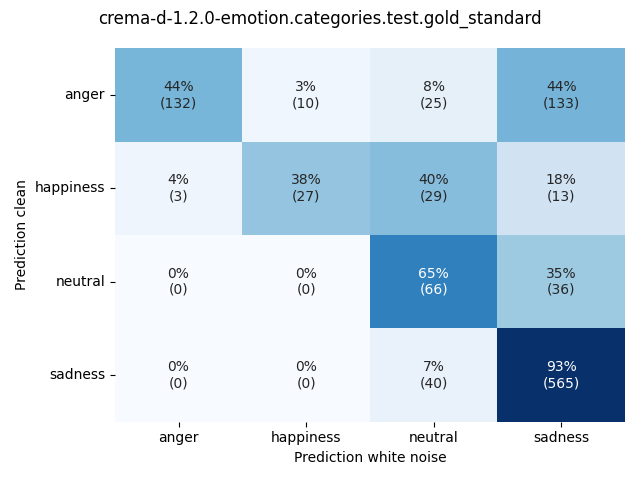 crema-d-1.2.0-emotion.categories.test.gold_standard
Prediction clean
anger
44% 3% 8% 44%
(132) (10) (25) (133)
happiness
4% 38% 40% 18%
(3) (27) (29) (13)
neutral
0% 0% 65% 35%
(0) (0) (66) (36)
sadness
0% 0% 7% 93%
(0) (0) (40) (565)
anger happiness neutral sadness
Prediction white noise